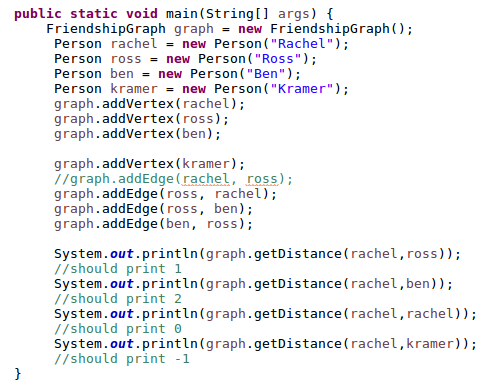 public static void main(String[] args) {
FriendshipGraph graph = new FriendshipGraph();
Person rachel = new Person("Rachel");
Person ross = new Person("Ross");
Person ben = new Person("Ben");
Person kramer = new Person("Kramer");
graph.addVertex(rachel);
graph.addVertex(ross);
graph.addVertex(ben);
graph.addVertex(kramer);
//graph.addEdge(rachel, ross);
graph.addEdge(ross, rachel);
graph.addEdge(ross, ben);
graph.addEdge(ben, ross);
System.out.println(graph.getDistance(rachel,ross));
//should print 1
System.out.println(graph.getDistance(rachel,ben));
//should print 2
System.out.println(graph.getDistance(rachel,rachel));
//should print 0
System.out.println(graph.getDistance(rachel,kramer));
//should print -1
}